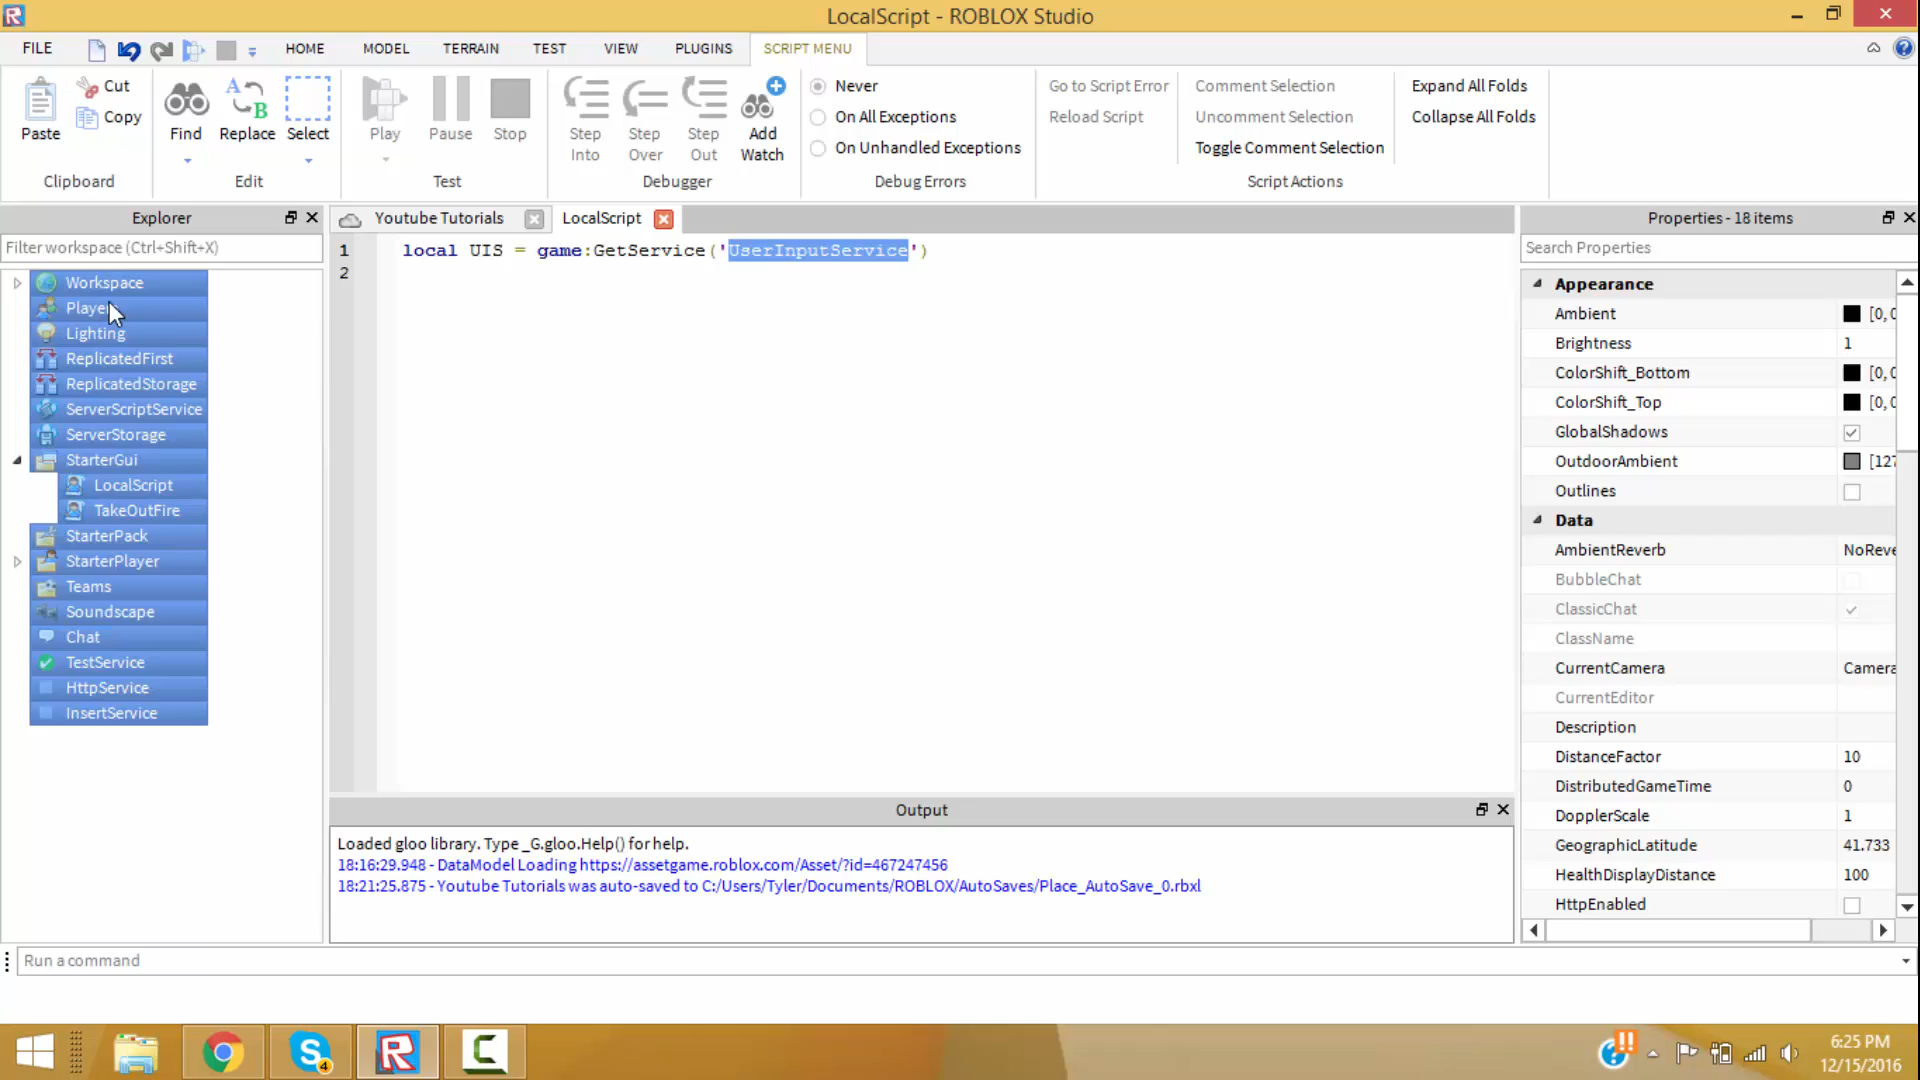 LocalScript - ROBLOX Studio
FILE
HOME
MODEL
TERRAIN
TEST
VIEW
PLUGINS
SCRIPT MENU
Paste
Cut
Copy
Clipboard
Find
Replace
Select
Edit
Play
Pause
Stop
Test
Step Into
Step Over
Step Out
Add Watch
Debugger
Never
On All Exceptions
On Unhandled Exceptions
Debug Errors
Go to Script Error
Reload Script
Comment Selection
Uncomment Selection
Toggle Comment Selection
Script Actions
Expand All Folds
Collapse All Folds
Explorer
Filter workspace (Ctrl+Shift+X)
Workspace
Lighting
ReplicatedFirst
ReplicatedStorage
ServerScriptService
ServerStorage
StarterGui
LocalScript
TakeOutFire
StarterPack
StarterPlayer
Teams
Soundscape
Chat
TestService
HttpService
InsertService
Youtube Tutorials
LocalScript
1 local UIS = game:GetService('UserInputService')
2
Output
Loaded gloo library. Type _G.gloo.Help() for help.
18:16:29.948 - DataModel Loading https://assetgame.roblox.com/Asset/?id=467247456
18:21:25.875 - Youtube Tutorials was auto-saved to C:/Users/Tyler/Documents/ROBLOX/AutoSaves/Place_AutoSave_0.rbxl
Properties - 18 items
Search Properties
Appearance
Ambient [0, 0
Brightness 1
ColorShift_Bottom [0, 0
ColorShift_Top [0, 0
GlobalShadows
OutdoorAmbient [127
Outlines
Data
AmbientReverb NoReve
BubbleChat
ClassicChat
ClassName
CurrentCamera Camera
CurrentEditor
Description
DistanceFactor 10
DistributedGameTime 0
DopplerScale 1
GeographicLatitude 41.733
HealthDisplayDistance 100
HttpEnabled
Run a command
6:25 PM
12/15/2016